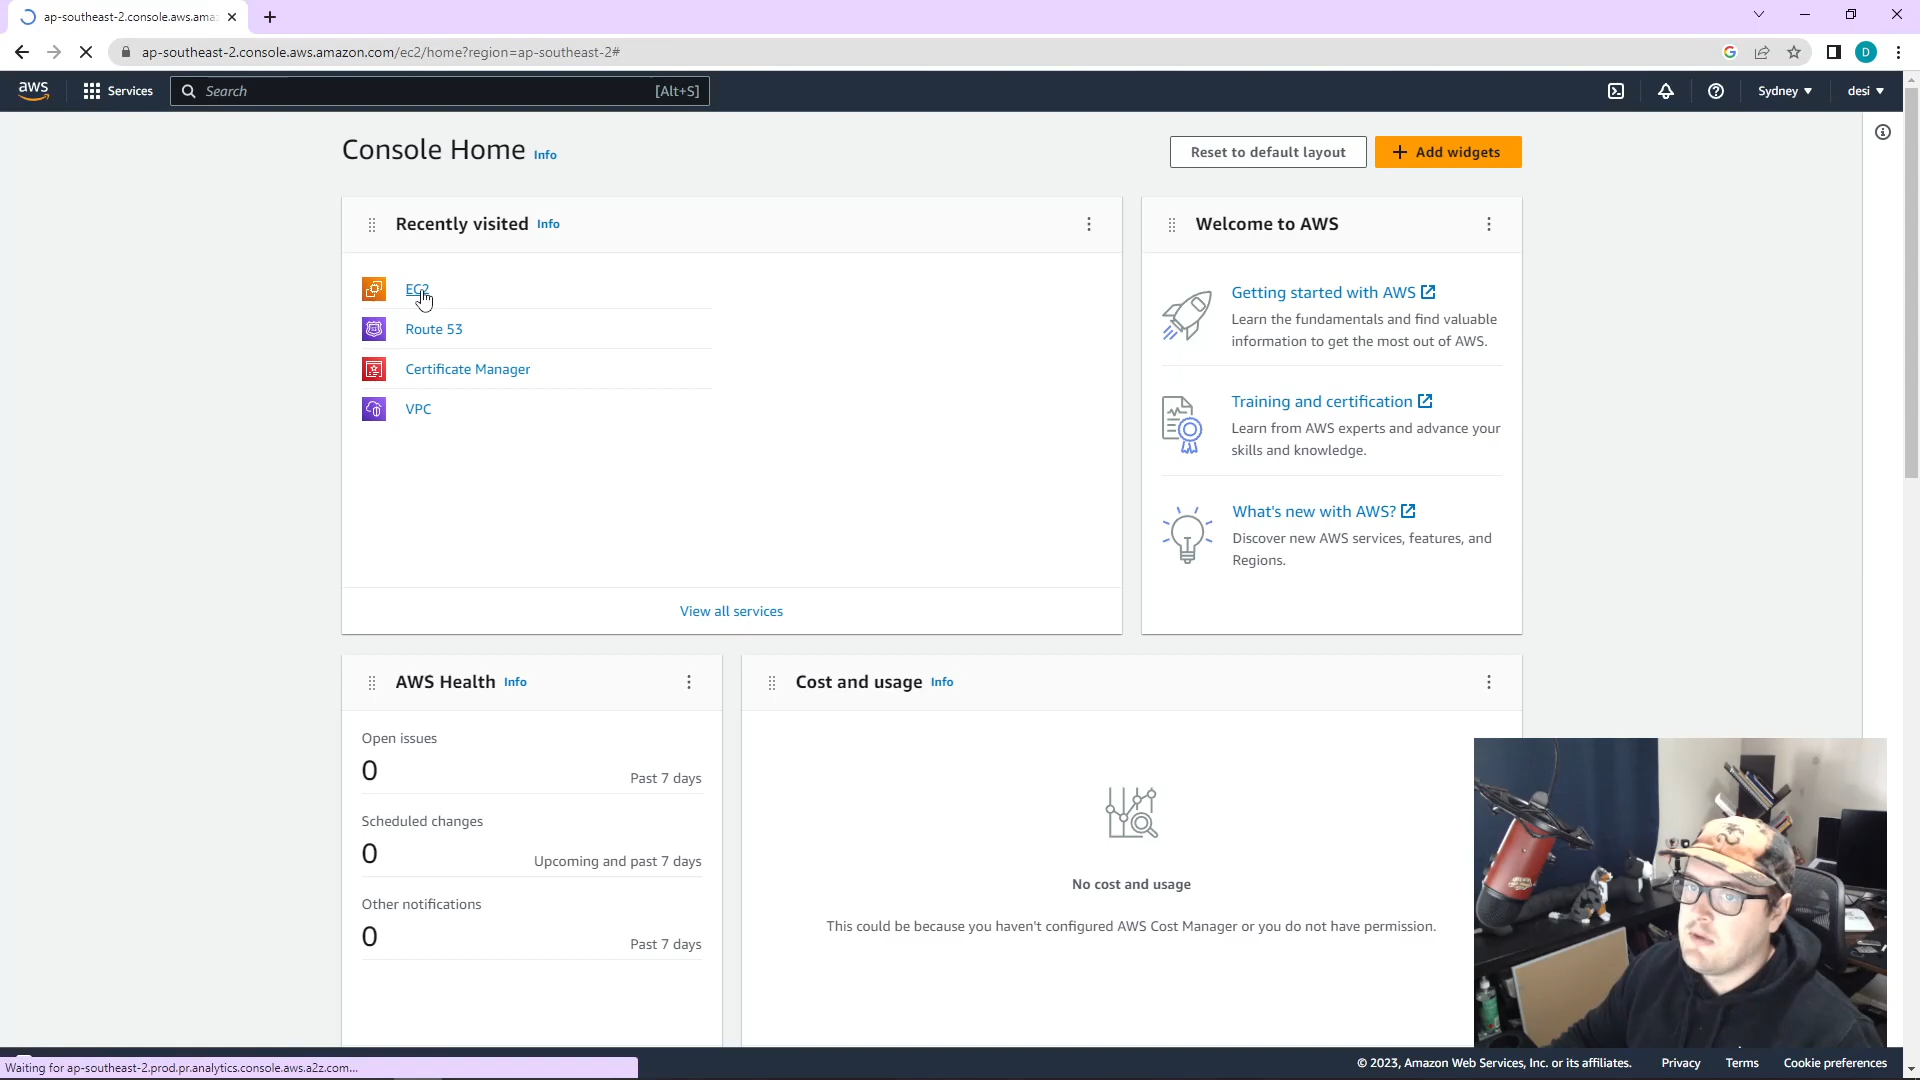 ap-southeast-2.console.aws.ama
ap-southeast-2.console.aws.amazon.com/ec2/home?region=ap-southeast-2#
D
aws
Services
Search
[Alt+S]
Sydney
desi
Console Home
Info
Reset to default layout
Add widgets
Recently visited
Info
EC2
Route 53
Certificate Manager
VPC
View all services
Welcome to AWS
Getting started with AWS
Learn the fundamentals and find valuable
information to get the most out of AWS.
Training and certification
Learn from AWS experts and advance your
skills and knowledge.
What's new with AWS?
Discover new AWS services, features, and
Regions.
AWS Health
Info
Open issues
0
Past 7 days
Scheduled changes
0
Upcoming and past 7 days
Other notifications
0
Past 7 days
Cost and usage
Info
No cost and usage
This could be because you haven't configured AWS Cost Manager or you do not have permission.
Waiting for ap-southeast-2.prod.pr.analytics.console.aws.a2z.com...
© 2023, Amazon Web Services, Inc. or its affiliates.
Privacy
Terms
Cookie preferences